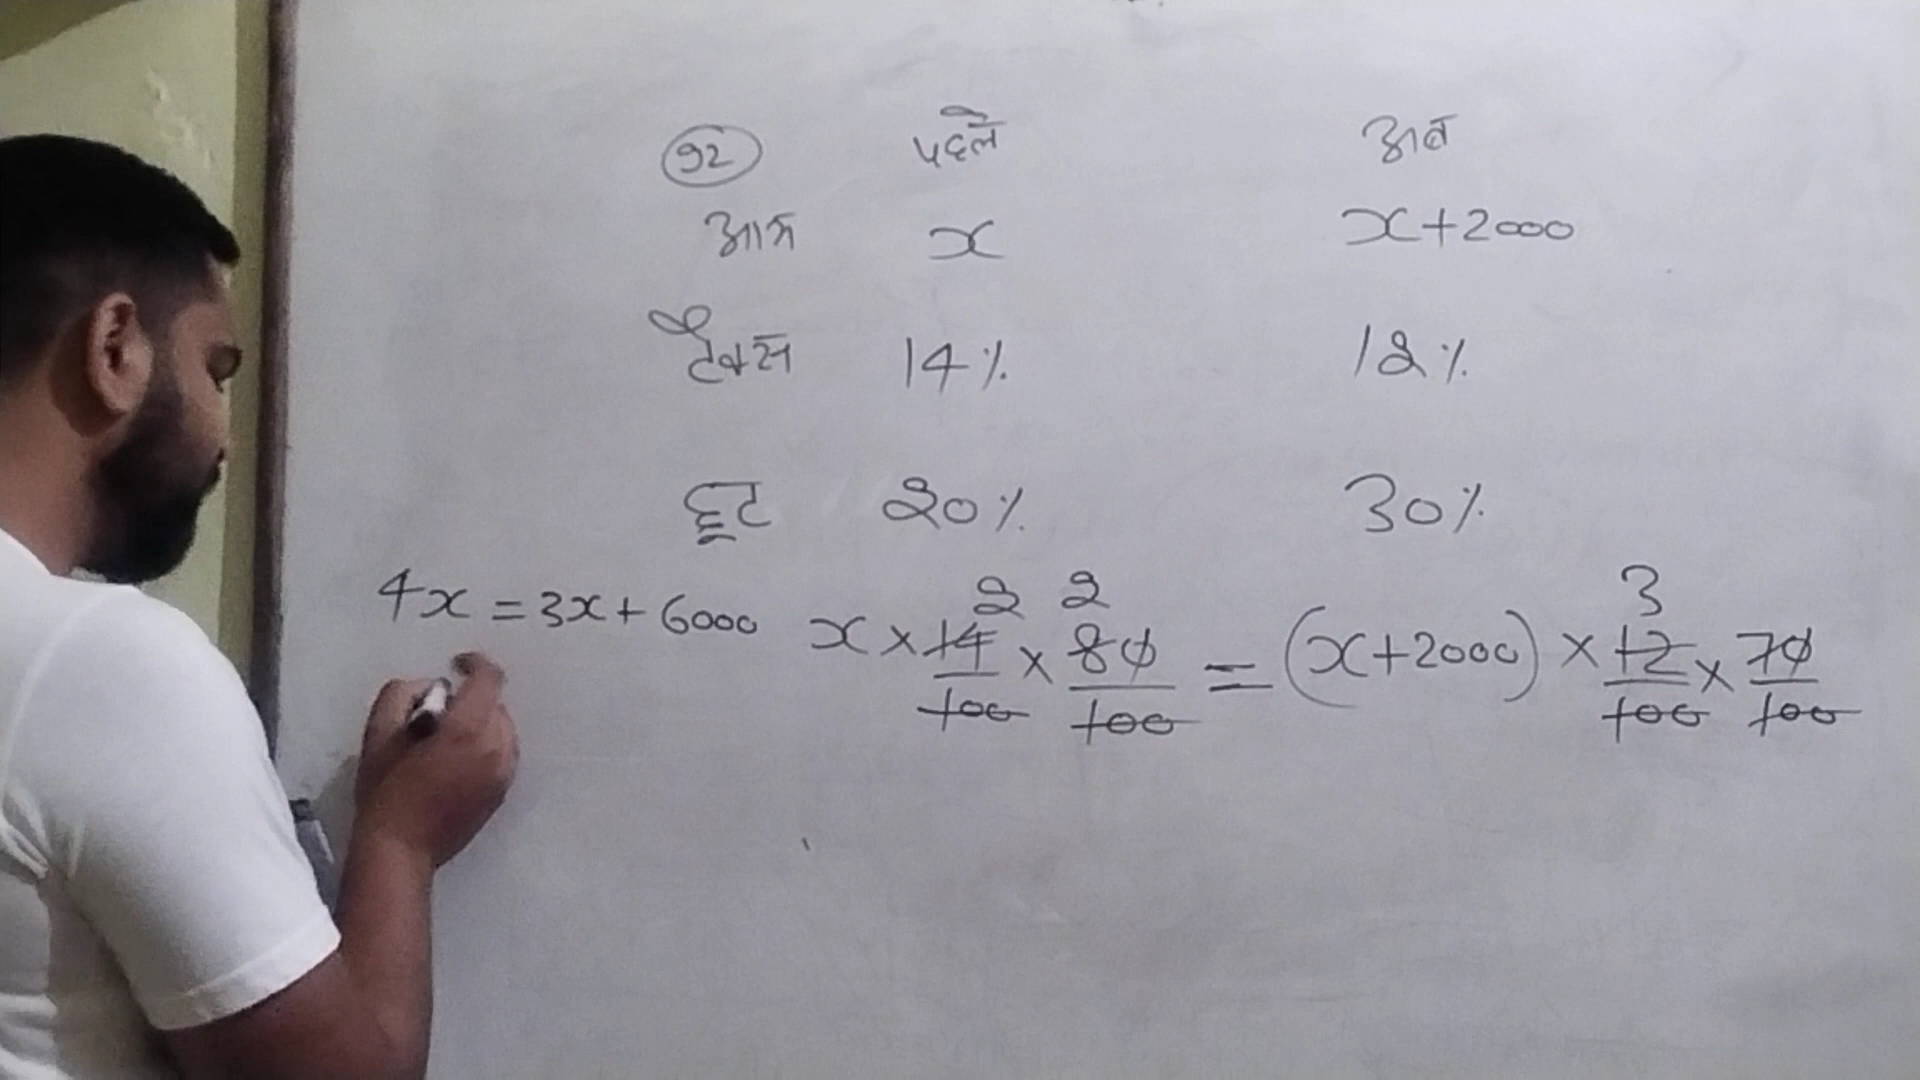 92 पहले अब
आय x x+2000
टैक्स 14% 12%
छूट 20% 30%
4x = 3x + 6000
2 2 3
x × 14/100 × 80/100 = (x+2000) × 12/100 × 70/100